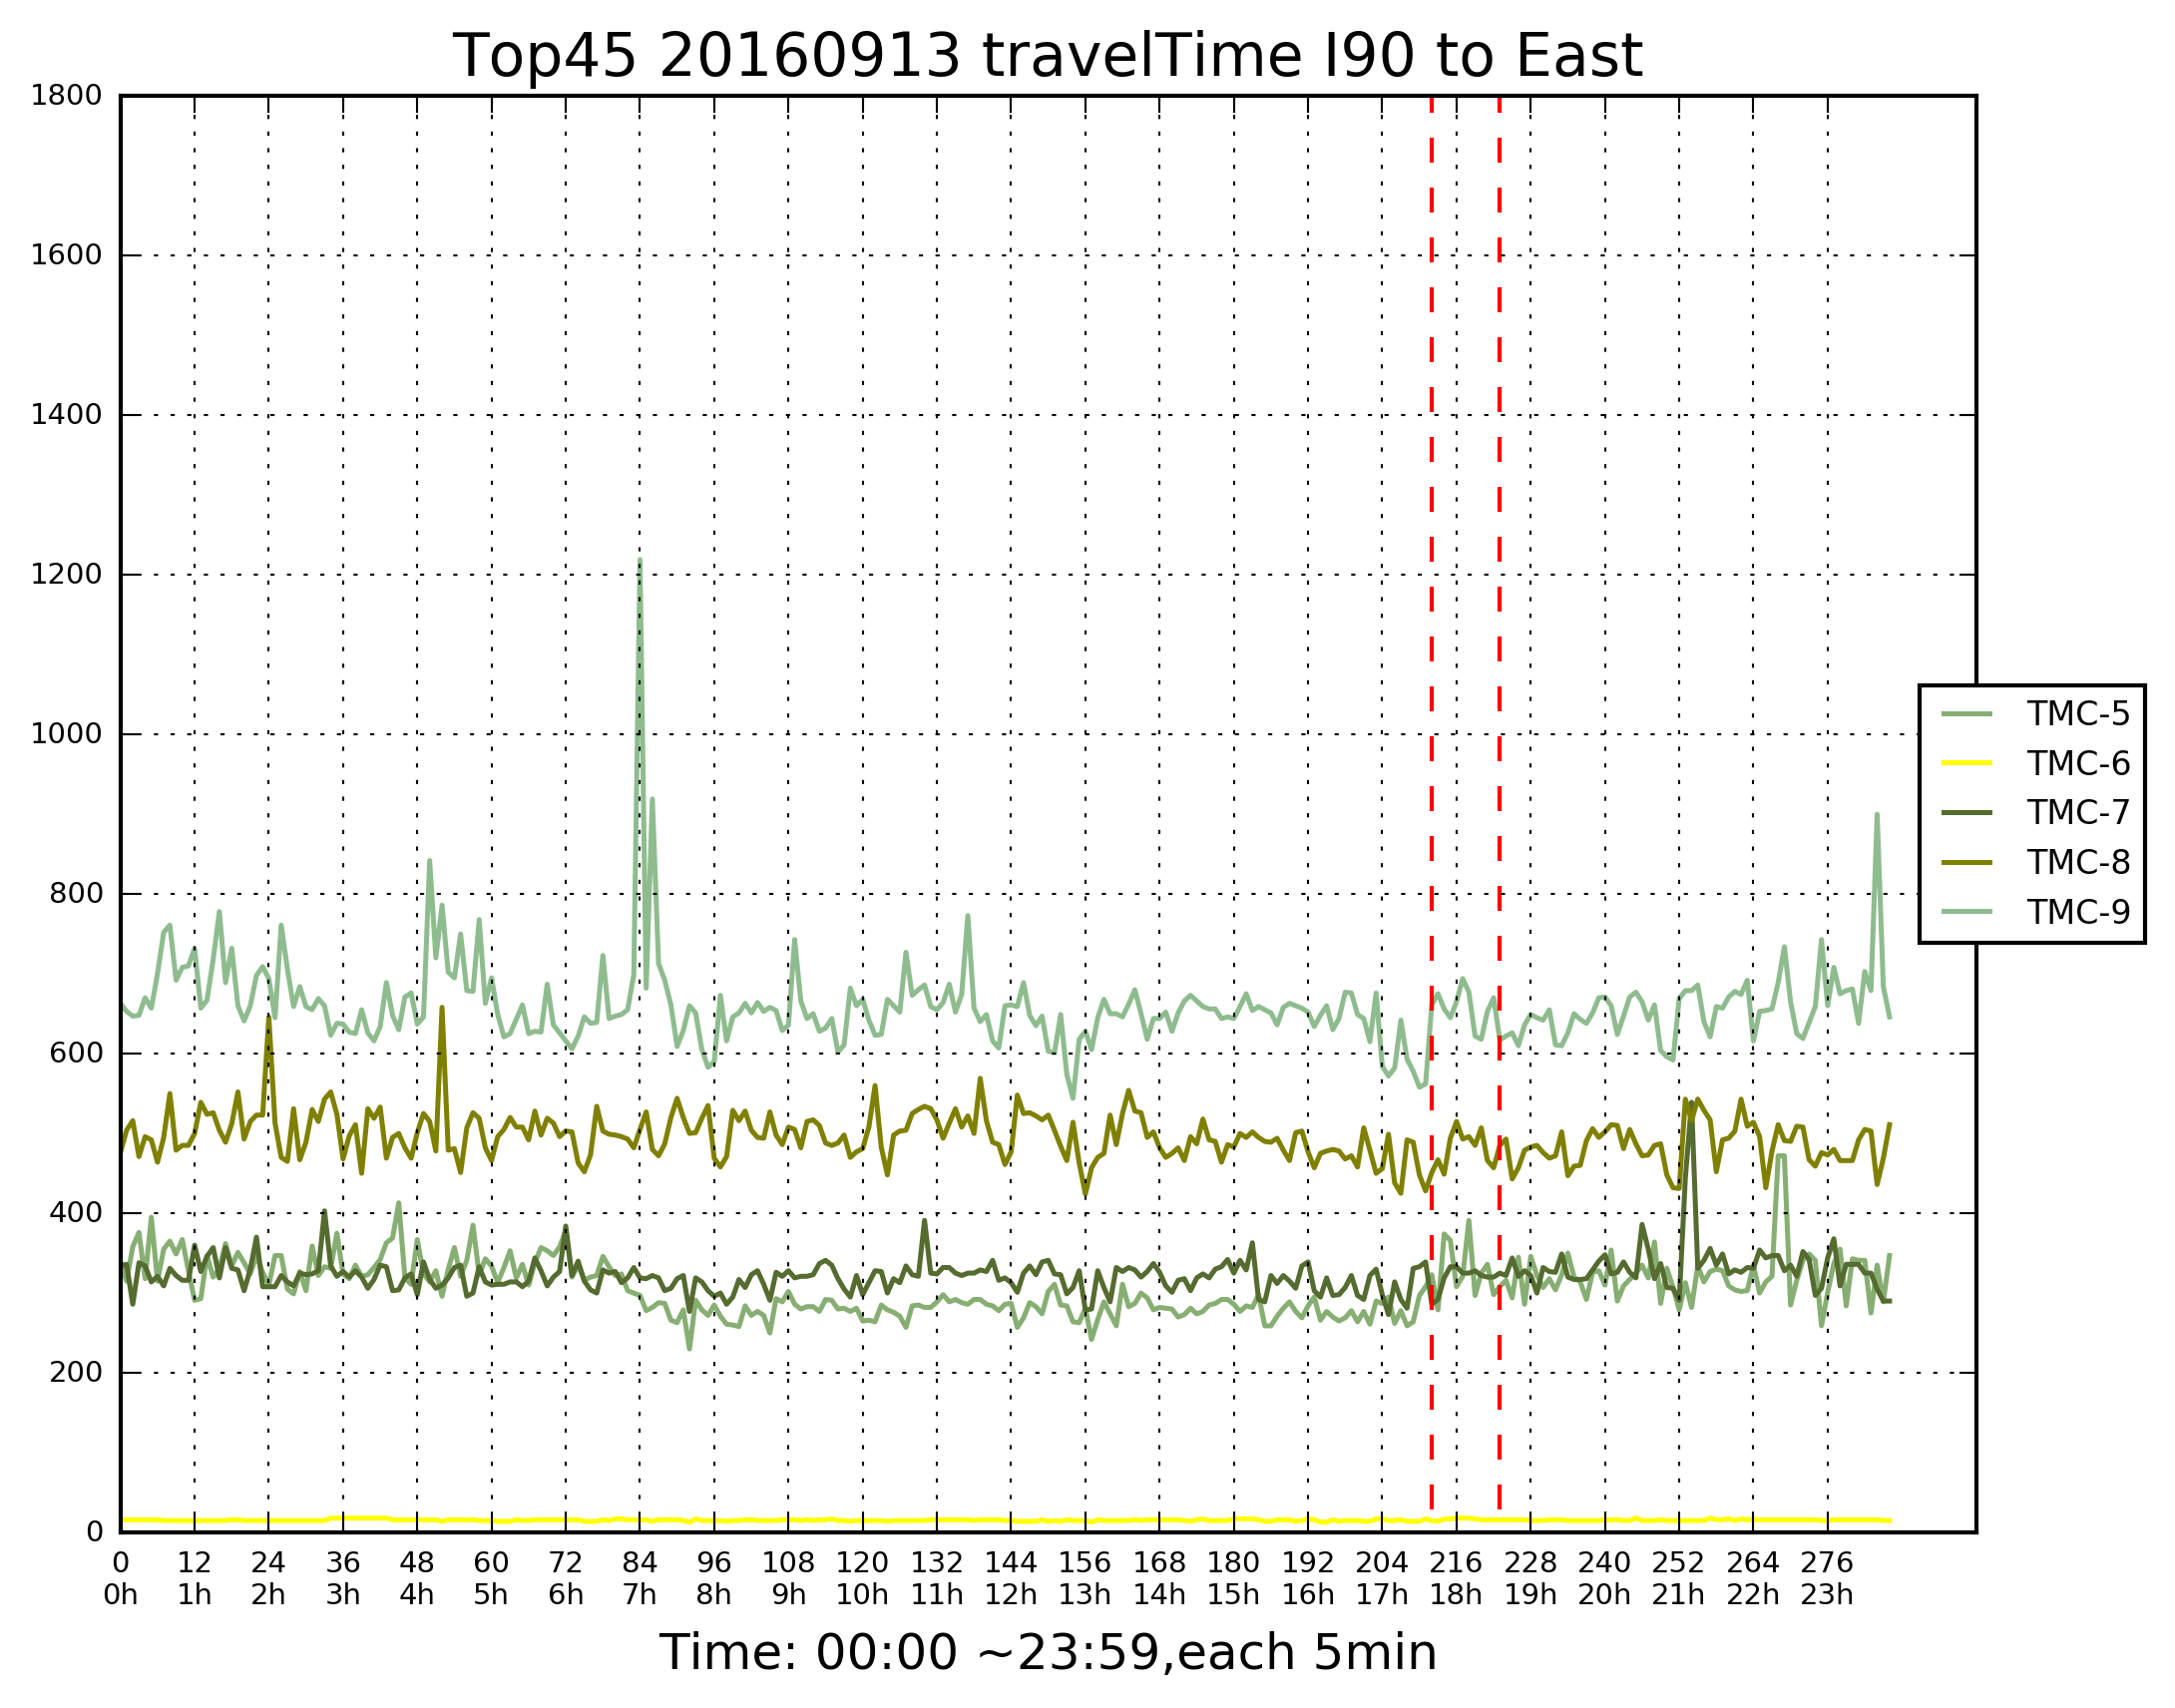 Top45 20160913 travelTime I90 to East
1800
1600
1400
1200
1000
800
600
400
200
0
TMC-5
TMC-6
TMC-7
TMC-8
TMC-9
0 12 24 36 48 60 72 84 96 108 120 132 144 156 168 180 192 204 216 228 240 252 264 276
0h 1h 2h 3h 4h 5h 6h 7h 8h 9h 10h 11h 12h 13h 14h 15h 16h 17h 18h 19h 20h 21h 22h 23h
Time: 00:00 ~23:59,each 5min